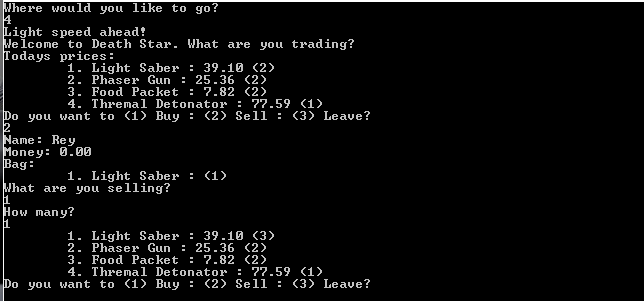 Where would you like to go?
4
Light speed ahead!
Welcome to Death Star. What are you trading?
Todays prices:
1. Light Saber : 39.10 (2)
2. Phaser Gun : 25.36 (2)
3. Food Packet : 7.82 (2)
4. Thremal Detonator : 77.59 (1)
Do you want to (1) Buy : (2) Sell : (3) Leave?
2
Name: Rey
Money: 0.00
Bag:
1. Light Saber : (1)
What are you selling?
1
How many?
1
1. Light Saber : 39.10 (3)
2. Phaser Gun : 25.36 (2)
3. Food Packet : 7.82 (2)
4. Thremal Detonator : 77.59 (1)
Do you want to (1) Buy : (2) Sell : (3) Leave?